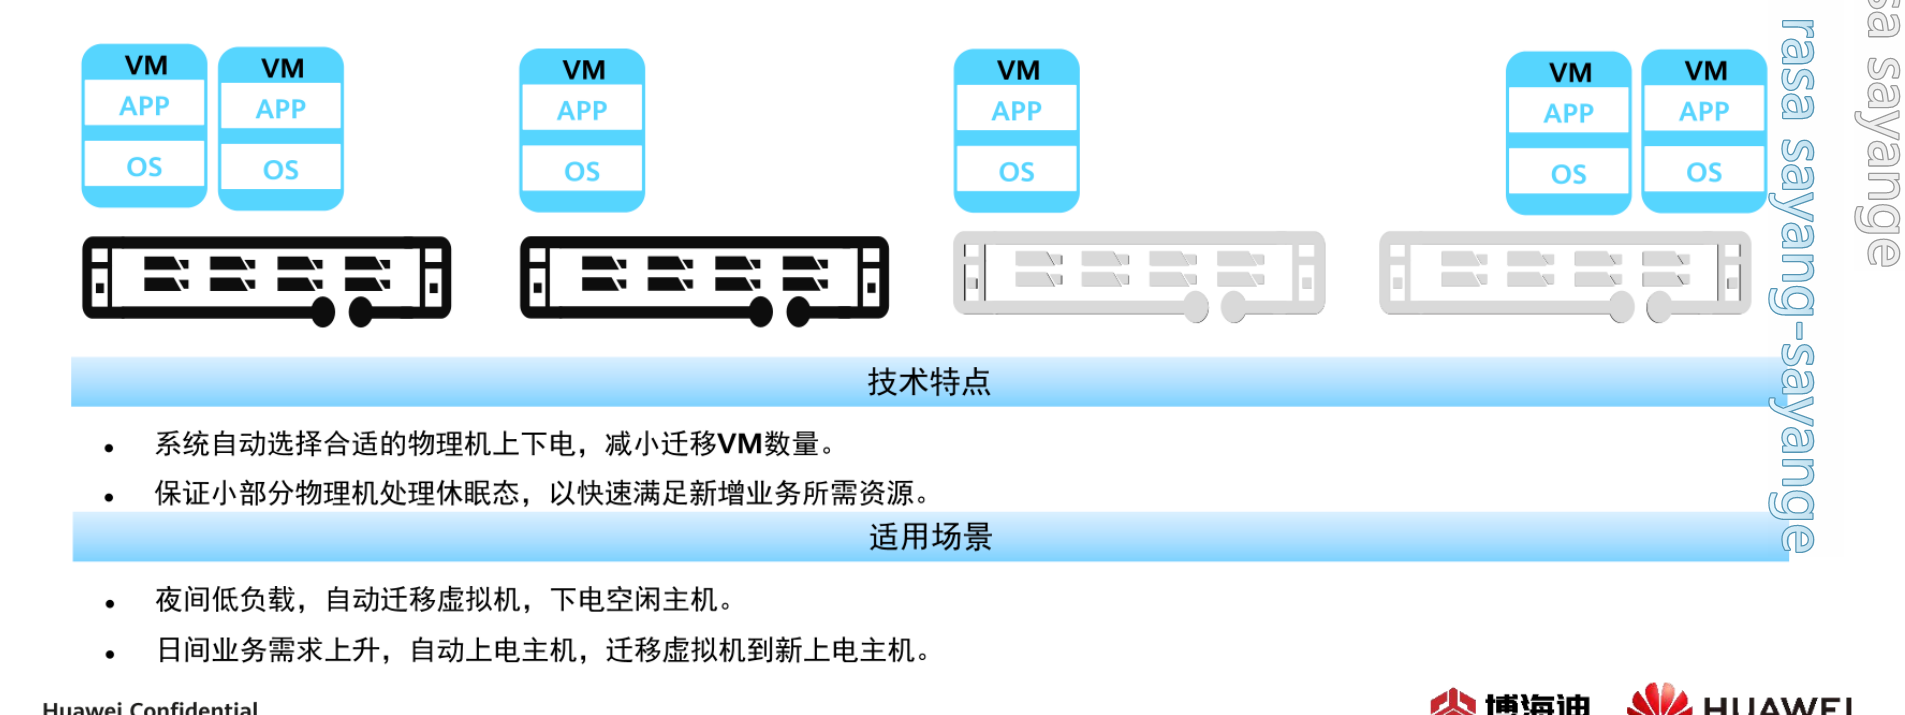 VM
APP
OS
VM
APP
OS
VM
APP
OS
VM
APP
OS
VM
APP
OS
VM
APP
OS
rasa sayang-sayange
sa sayange
技术特点
• 系统自动选择合适的物理机上下电，减小迁移VM数量。
• 保证小部分物理机处理休眠态，以快速满足新增业务所需资源。
适用场景
• 夜间低负载，自动迁移虚拟机，下电空闲主机。
• 日间业务需求上升，自动上电主机，迁移虚拟机到新上电主机。
Huawei Confidential
博海迪
HUAWEI